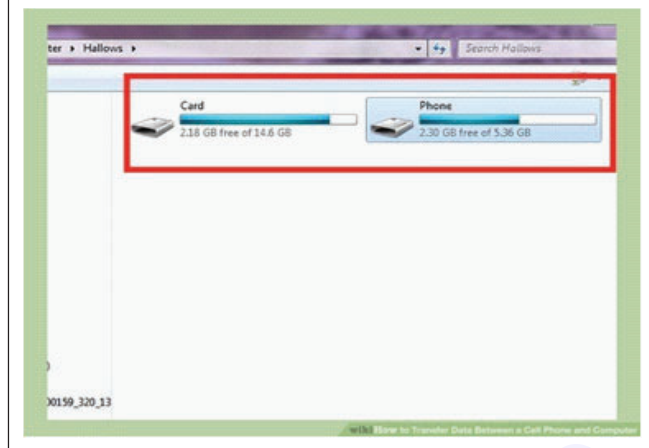 ter ▸ Hallows ▸
Search Hallows
Card
2.18 GB free of 14.6 GB
Phone
2.30 GB free of 5.36 GB
)
00159_320_13
wikiHow to Transfer Data Between a Cell Phone and Computer